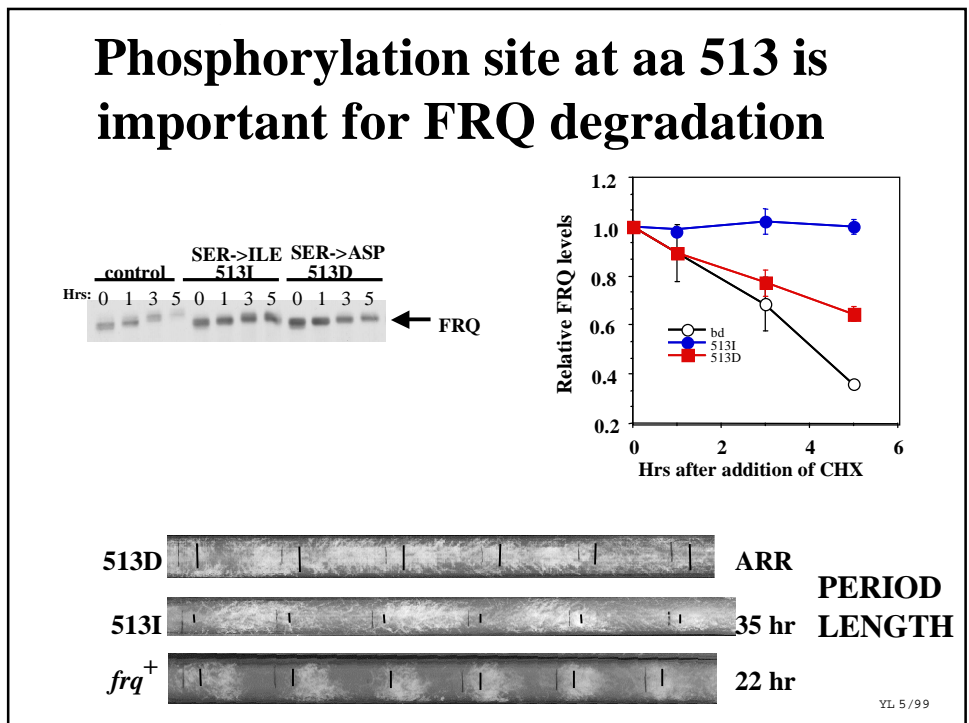 Phosphorylation site at aa 513 is
important for FRQ degradation
SER->ILE SER->ASP
control 513I 513D
Hrs: 0 1 3 5 0 1 3 5 0 1 3 5
FRQ
1.2
1.0
0.8
0.6
0.4
0.2
Relative FRQ levels
bd
513I
513D
0 2 4 6
Hrs after addition of CHX
513D ARR
513I 35 hr
frq+ 22 hr
PERIOD
LENGTH
YL 5/99